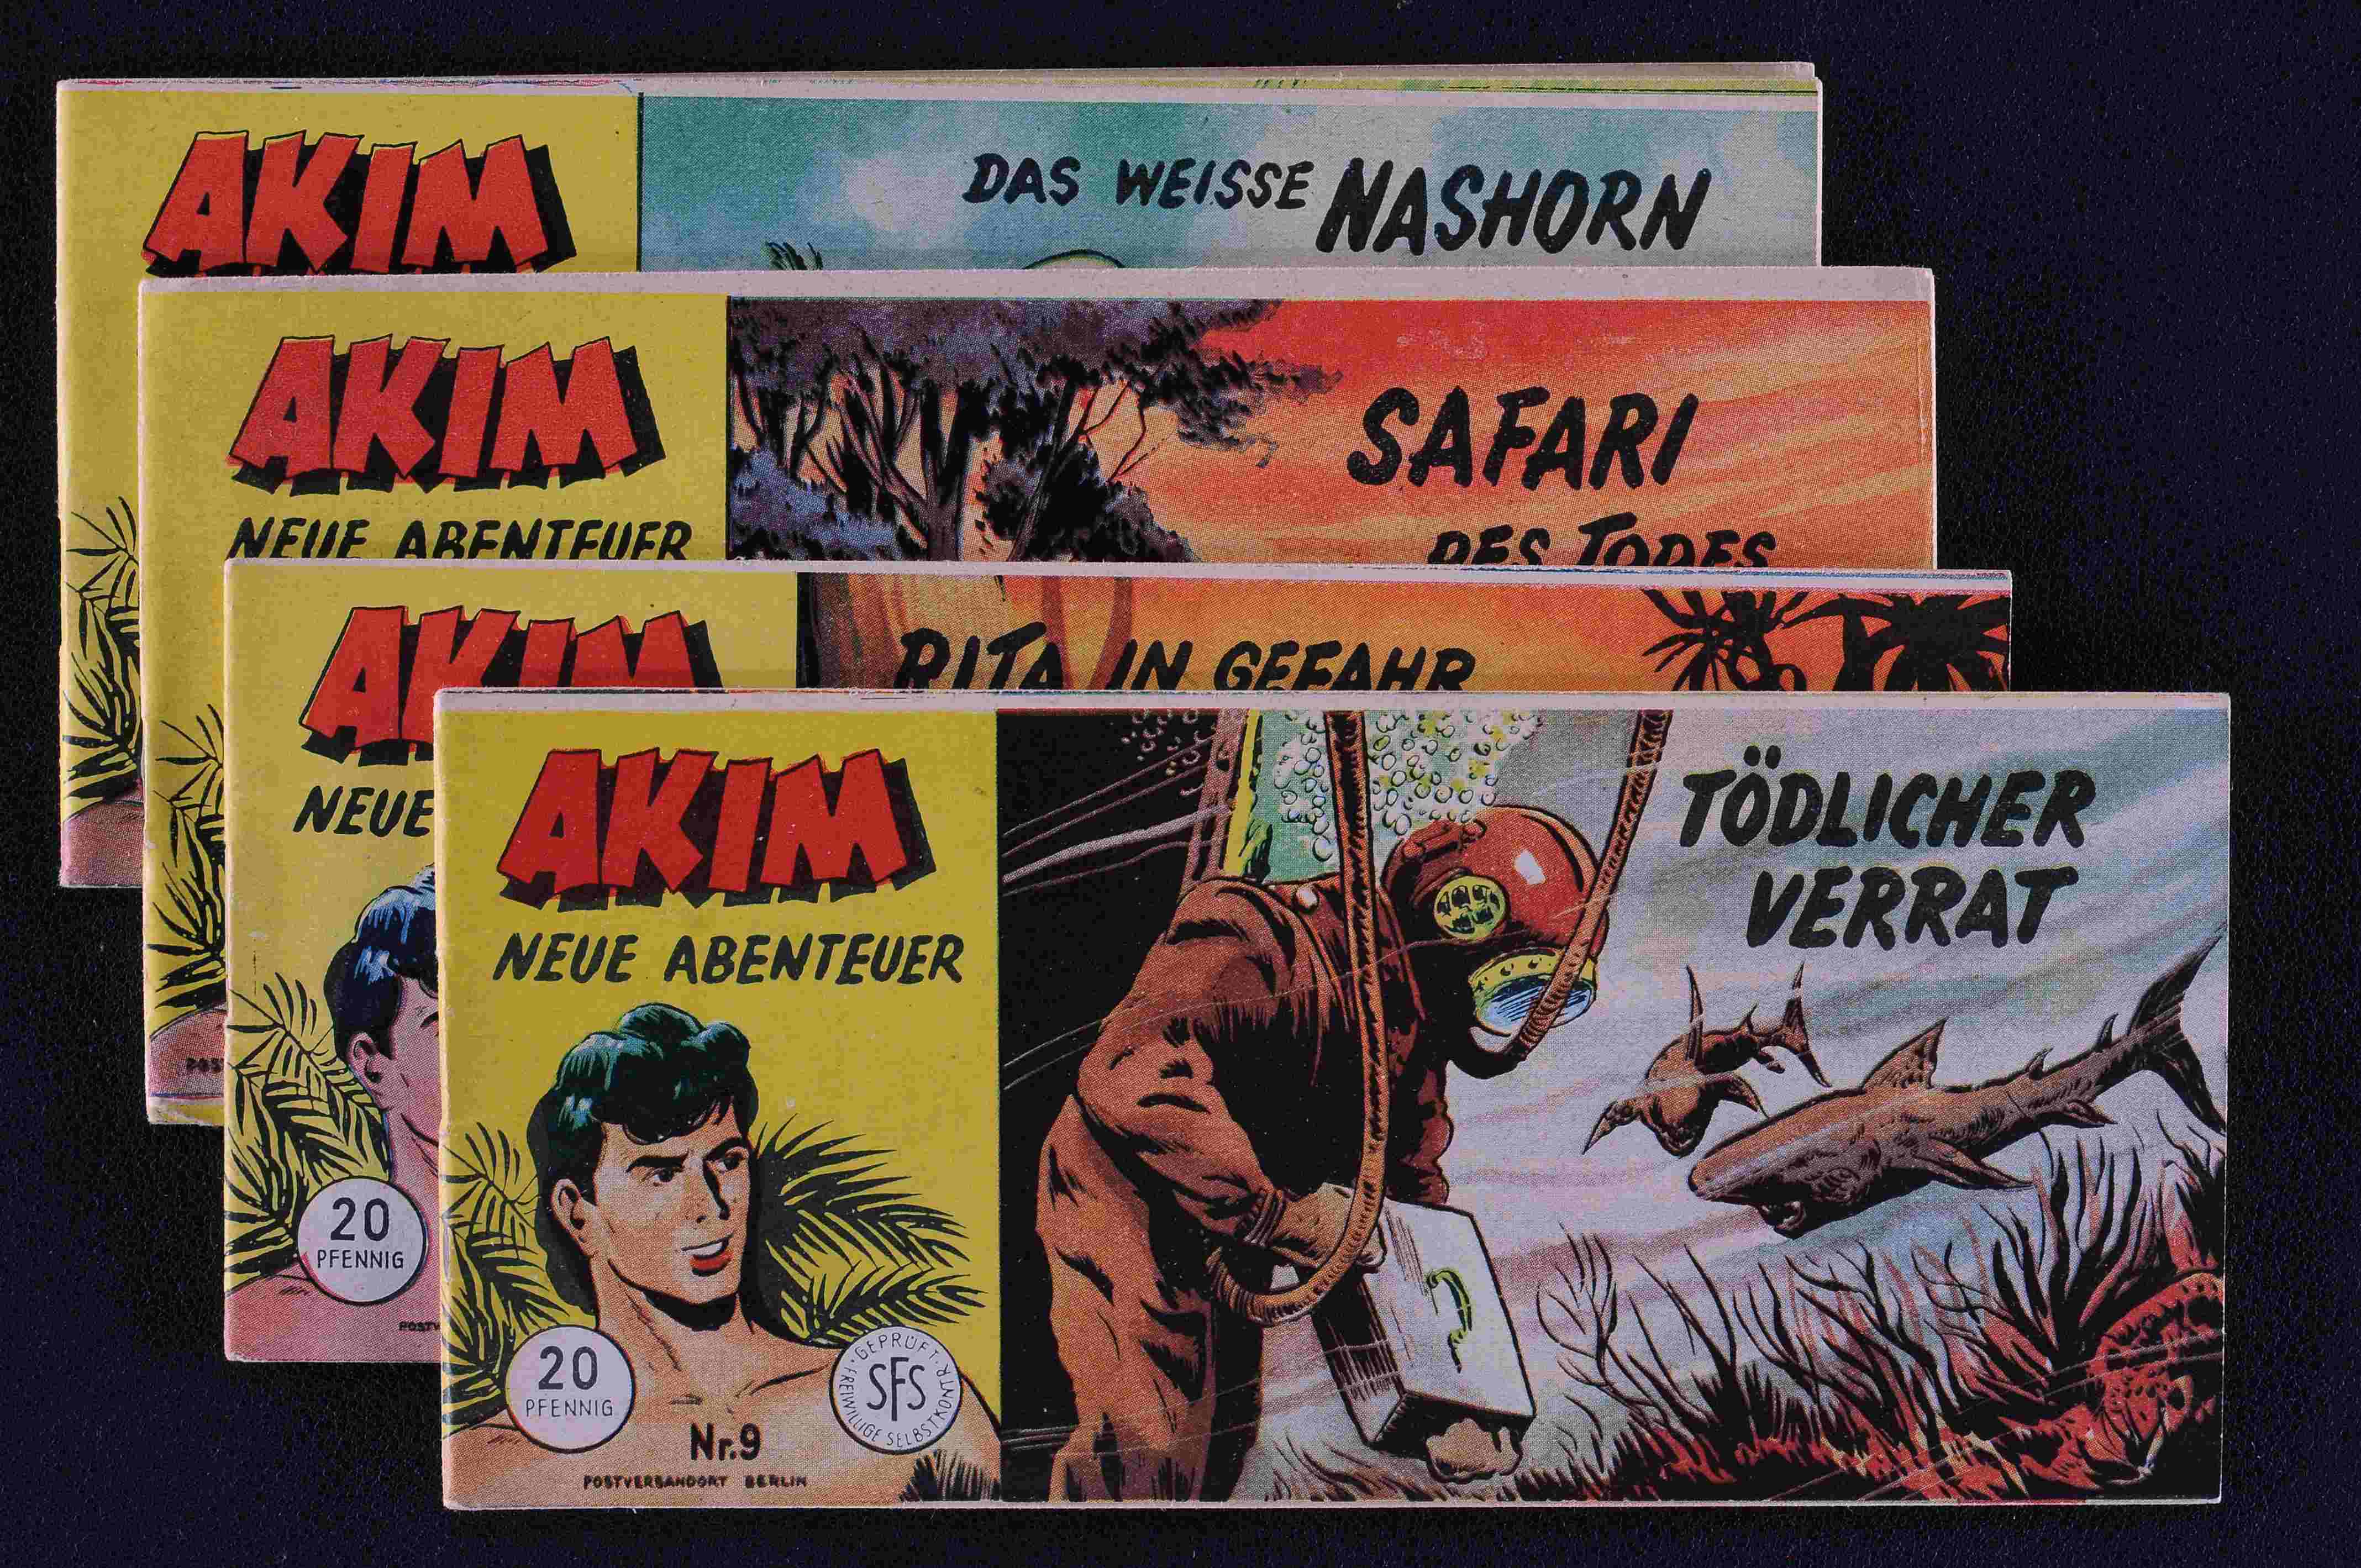 AKIM
DAS WEISSE NASHORN
AKIM
NEUE ABENTEUER
SAFARI
DES TODES
AKIM
NEUE
RITA IN GEFAHR
20
PFENNIG
AKIM
NEUE ABENTEUER
TÖDLICHER
VERRAT
20
PFENNIG
Nr.9
POSTVERSANDORT BERLIN
GEPRÜFT
SFS
FREIWILLIGE SELBSTKONTR.